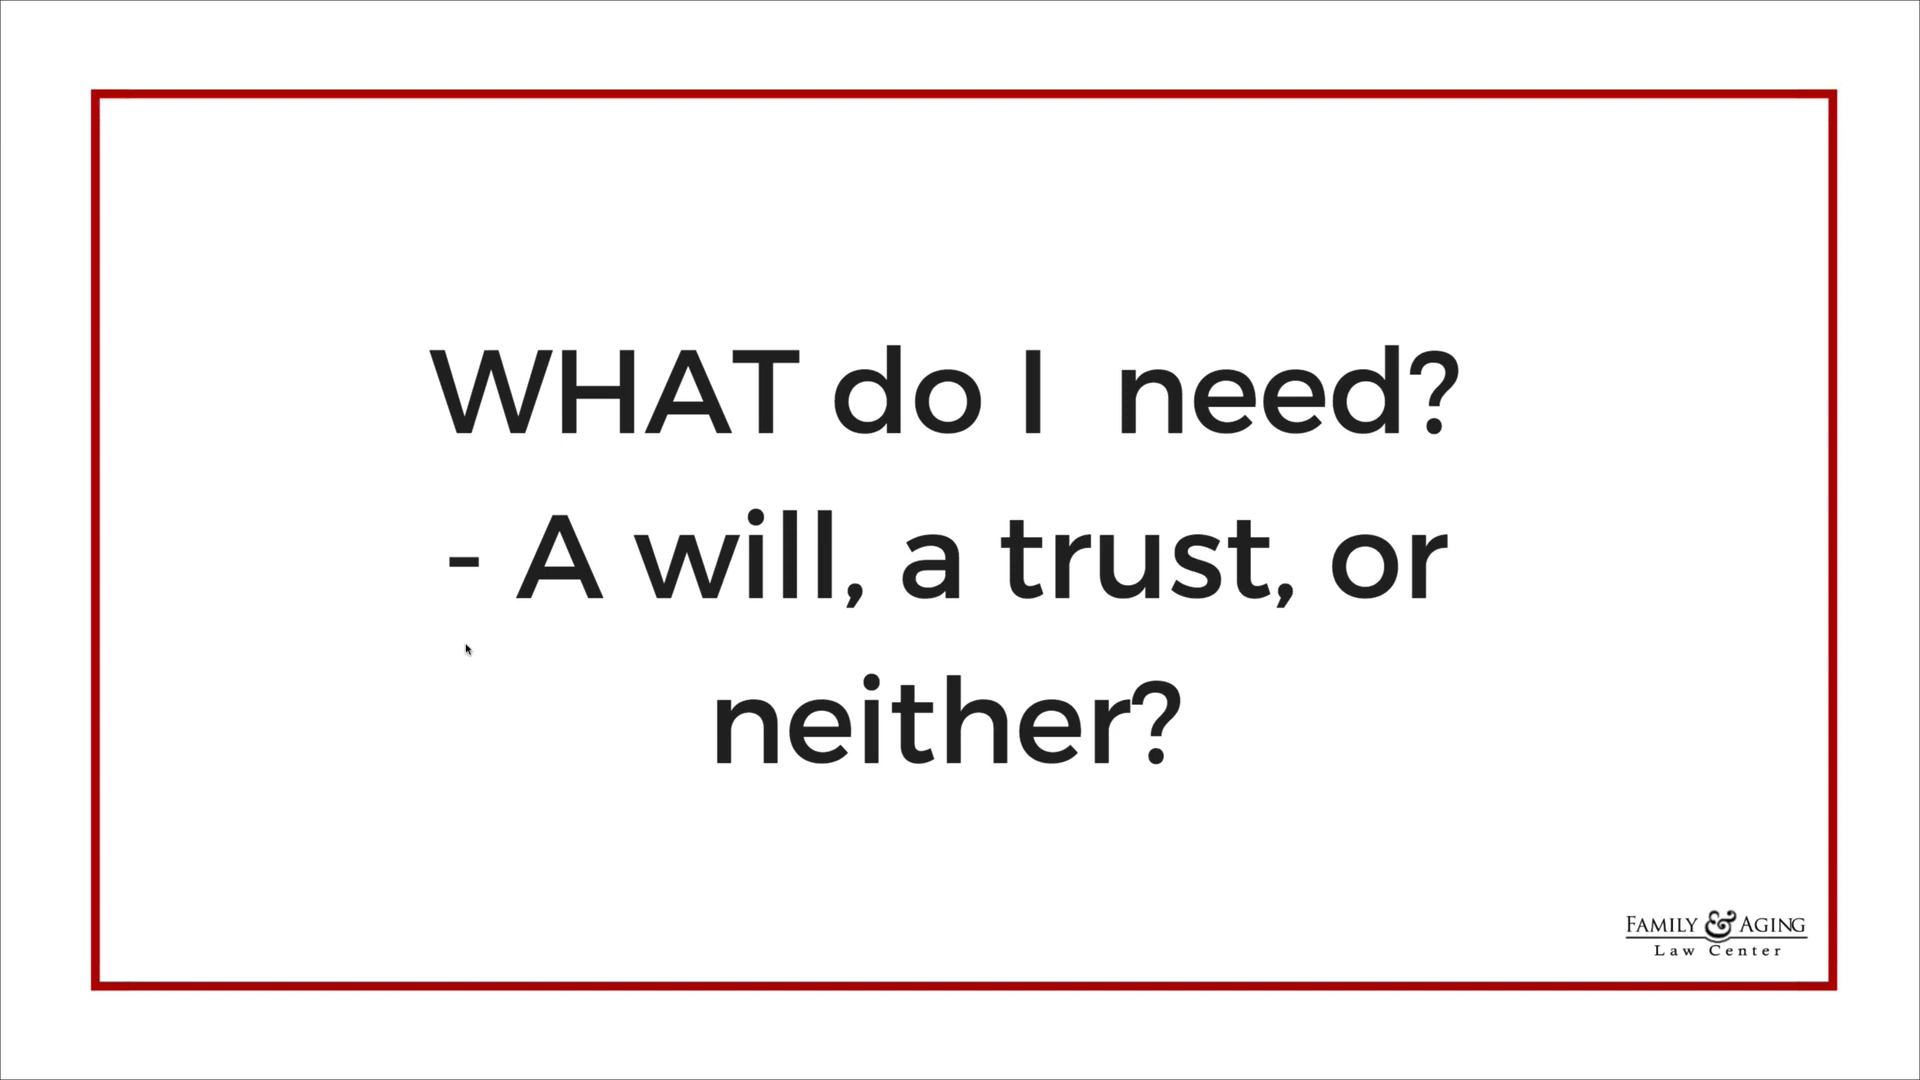 WHAT do I  need?
- A will, a trust, or
neither?
FAMILY & AGING
Law Center